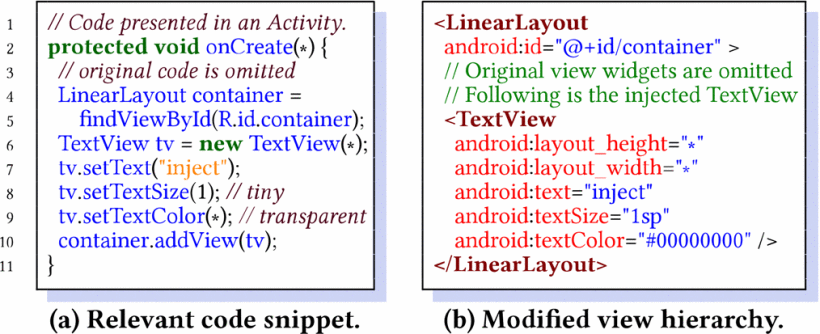 1 // Code presented in an Activity.
2 protected void onCreate(*) {
3 // original code is omitted
4 LinearLayout container =
5 findViewById(R.id.container);
6 TextView tv = new TextView(*);
7 tv.setText("inject");
8 tv.setTextSize(1); // tiny
9 tv.setTextColor(*); // transparent
10 container.addView(tv);
11 }
(a) Relevant code snippet.
<LinearLayout
android:id="@+id/container" >
// Original view widgets are omitted
// Following is the injected TextView
<TextView
android:layout_height="*"
android:layout_width="*"
android:text="inject"
android:textSize="1sp"
android:textColor="#00000000" />
</LinearLayout>
(b) Modified view hierarchy.